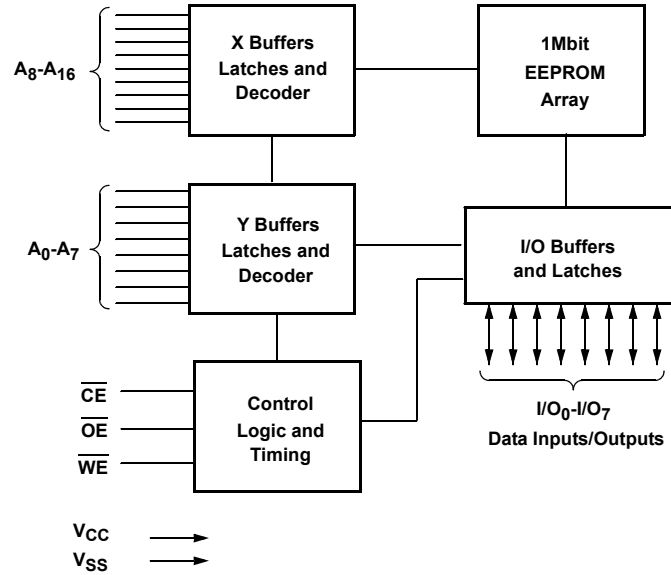 A8-A16
X Buffers
Latches and
Decoder
1Mbit
EEPROM
Array
A0-A7
Y Buffers
Latches and
Decoder
I/O Buffers
and Latches
CE
OE
WE
Control
Logic and
Timing
I/O0-I/O7
Data Inputs/Outputs
VCC
VSS